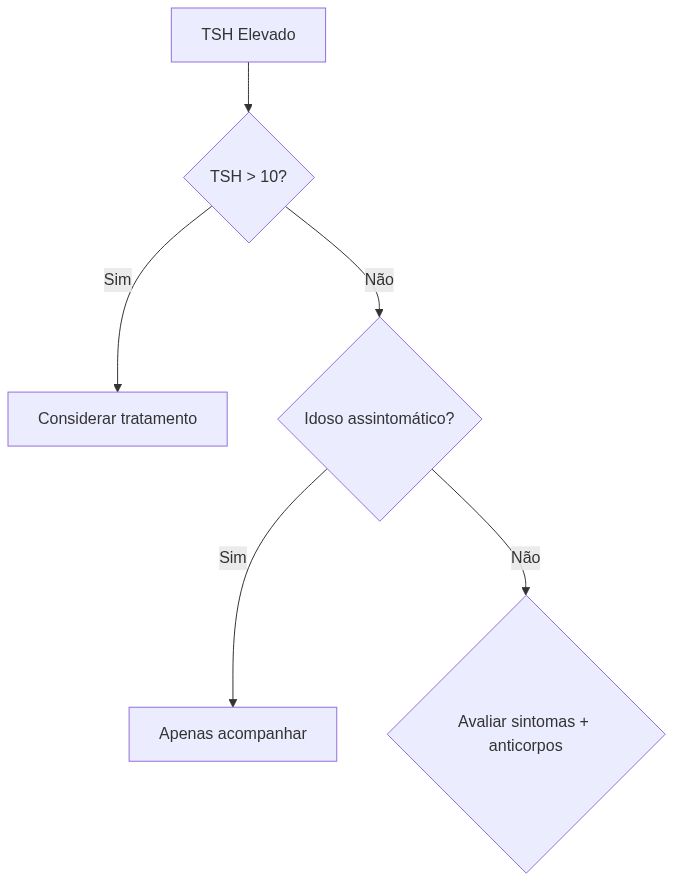 TSH Elevado
TSH > 10?
Sim
Não
Considerar tratamento
Idoso assintomático?
Sim
Não
Apenas acompanhar
Avaliar sintomas +
anticorpos